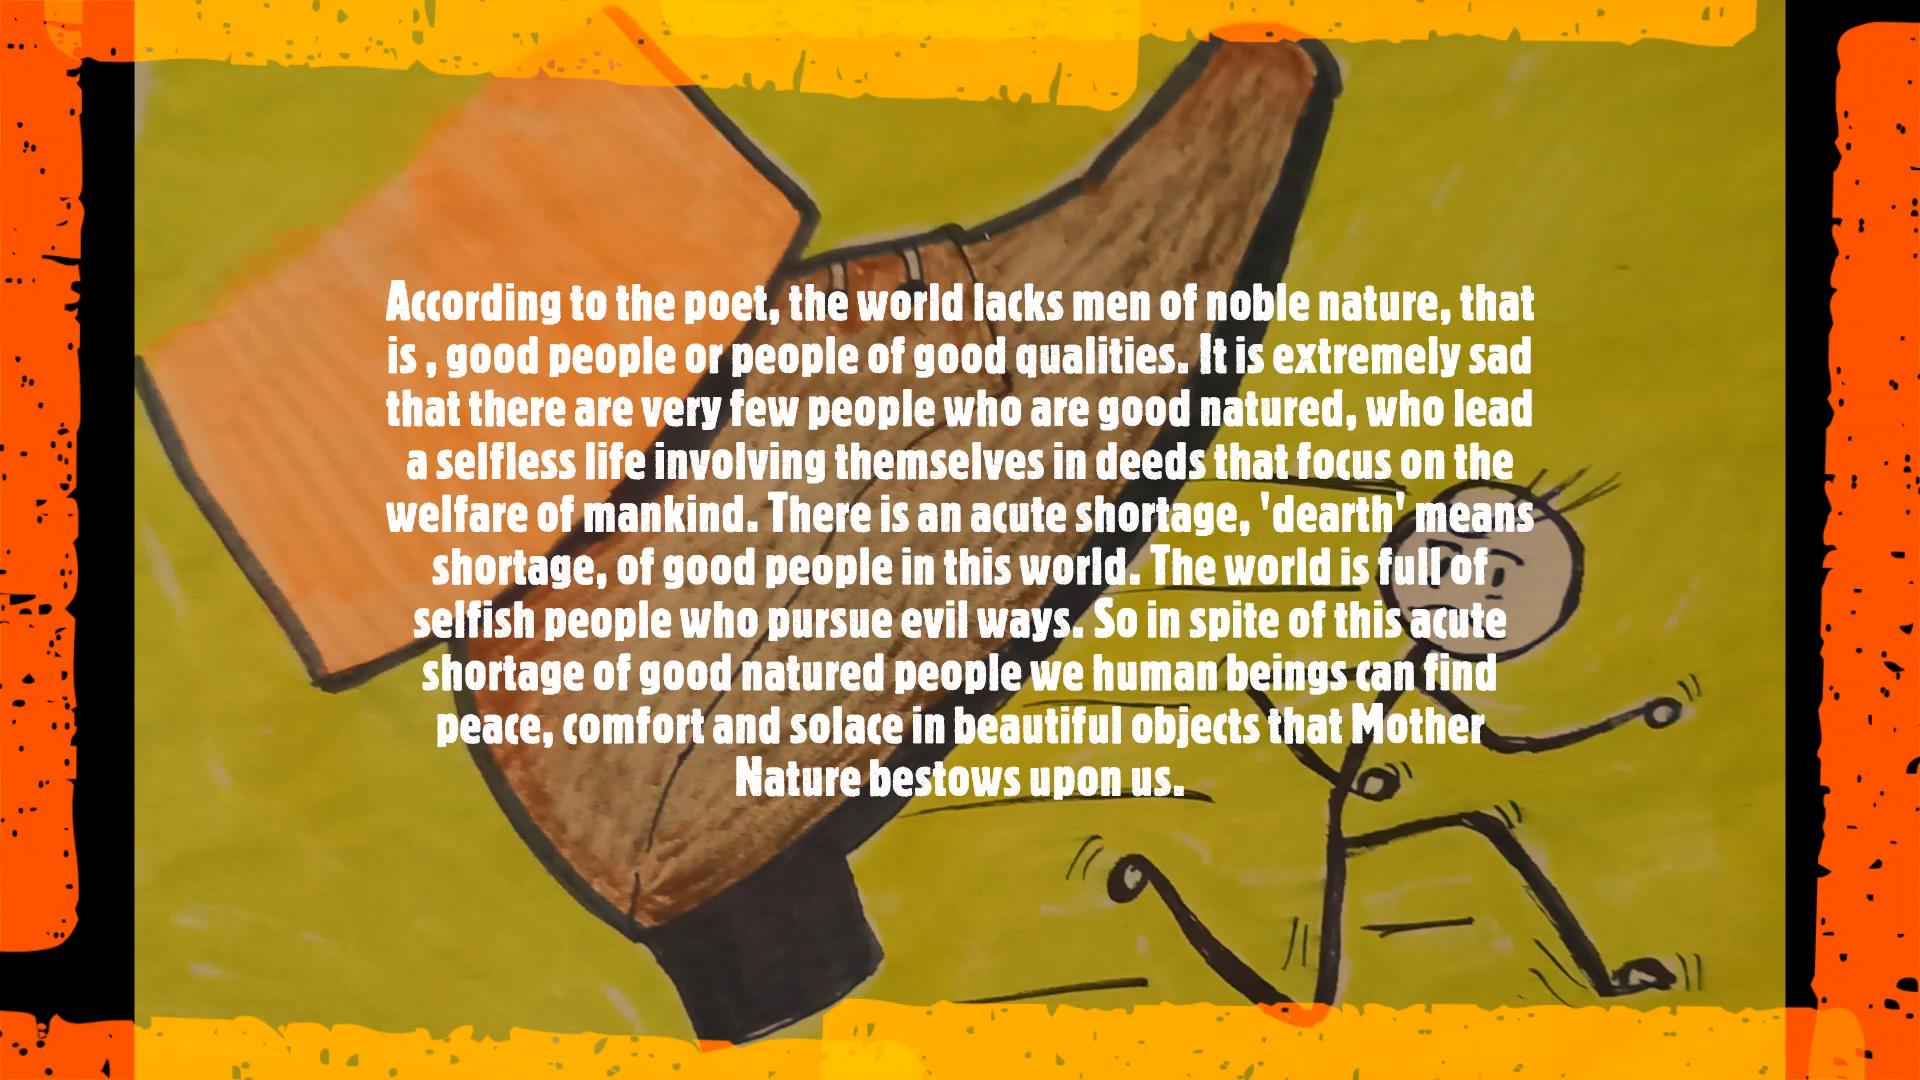 According to the poet, the world lacks men of noble nature, that
is , good people or people of good qualities. It is extremely sad
that there are very few people who are good natured, who lead
a selfless life involving themselves in deeds that focus on the
welfare of mankind. There is an acute shortage, 'dearth' means
shortage, of good people in this world. The world is full of
selfish people who pursue evil ways. So in spite of this acute
shortage of good natured people we human beings can find
peace, comfort and solace in beautiful objects that Mother
Nature bestows upon us.